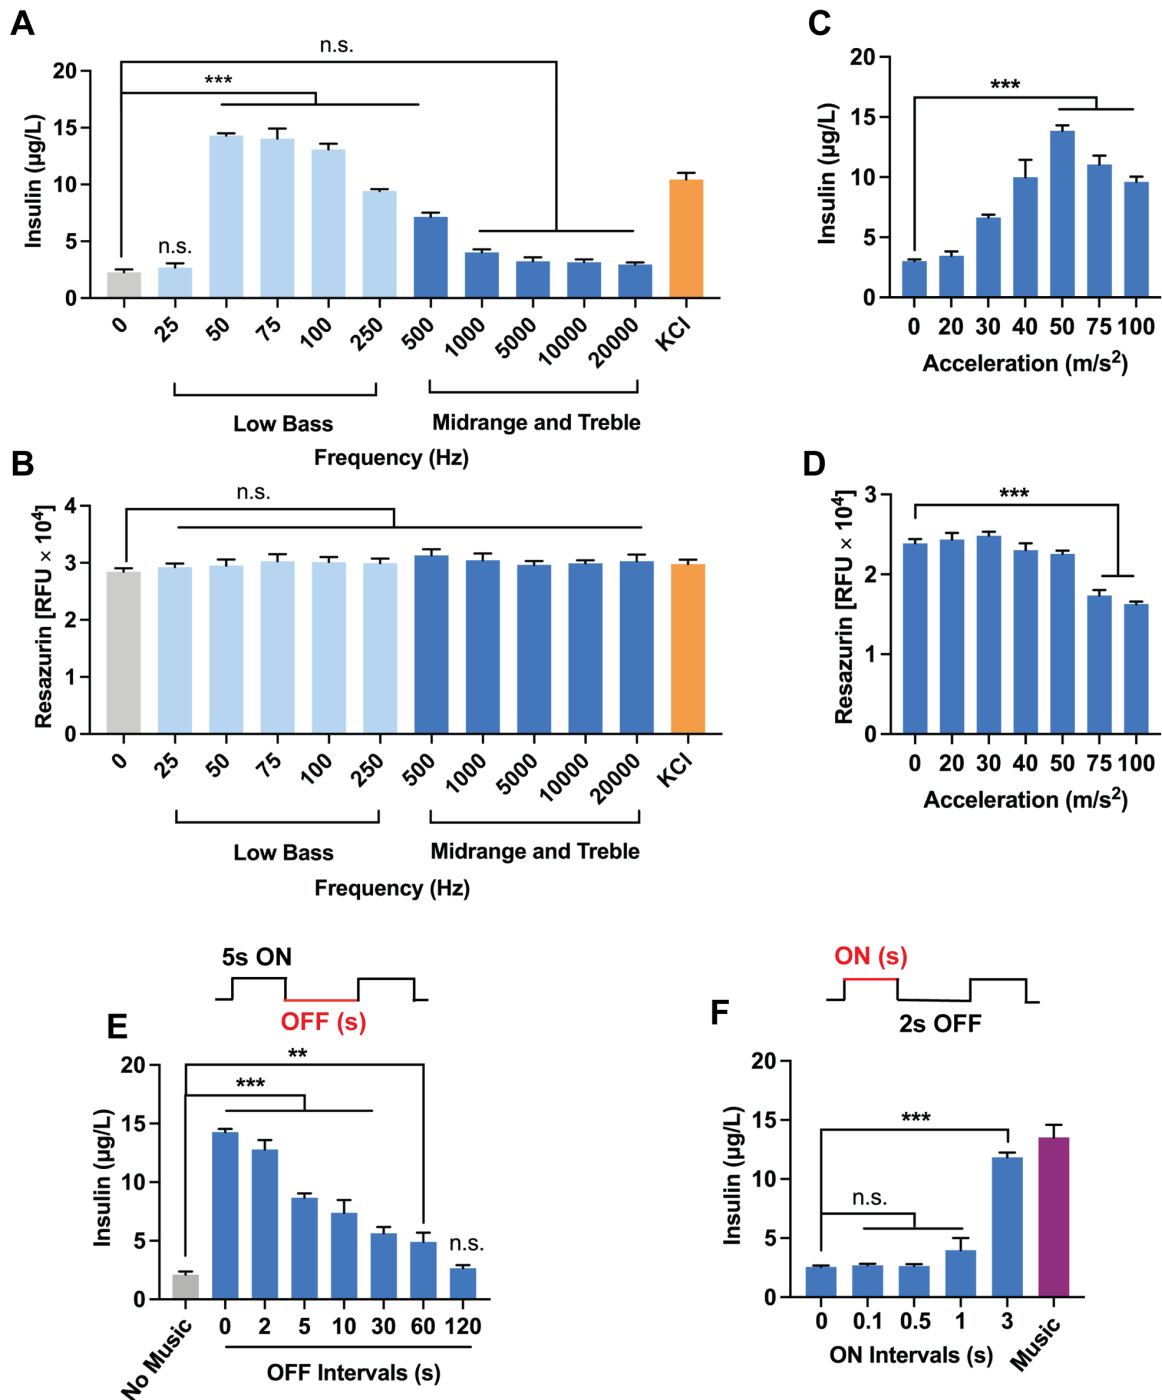 A
n.s.
***
n.s.
Insulin (µg/L)
20
15
10
5
0
0 25 50 75 100 250 500 1000 5000 10000 20000 KCl
Low Bass
Midrange and Treble
Frequency (Hz)
C
***
Insulin (µg/L)
20
15
10
5
0
0 20 30 40 50 75 100
Acceleration (m/s²)
B
n.s.
Resazurin [RFU × 10⁴]
4
3
2
1
0
0 25 50 75 100 250 500 1000 5000 10000 20000 KCl
Low Bass
Midrange and Treble
Frequency (Hz)
D
***
Resazurin [RFU × 10⁴]
3
2
1
0
0 20 30 40 50 75 100
Acceleration (m/s²)
5s ON
OFF (s)
E
**
***
n.s.
Insulin (µg/L)
20
15
10
5
0
No Music 0 2 5 10 30 60 120
OFF Intervals (s)
ON (s)
2s OFF
F
***
n.s.
Insulin (µg/L)
20
15
10
5
0
0 0.1 0.5 1 3 Music
ON Intervals (s)